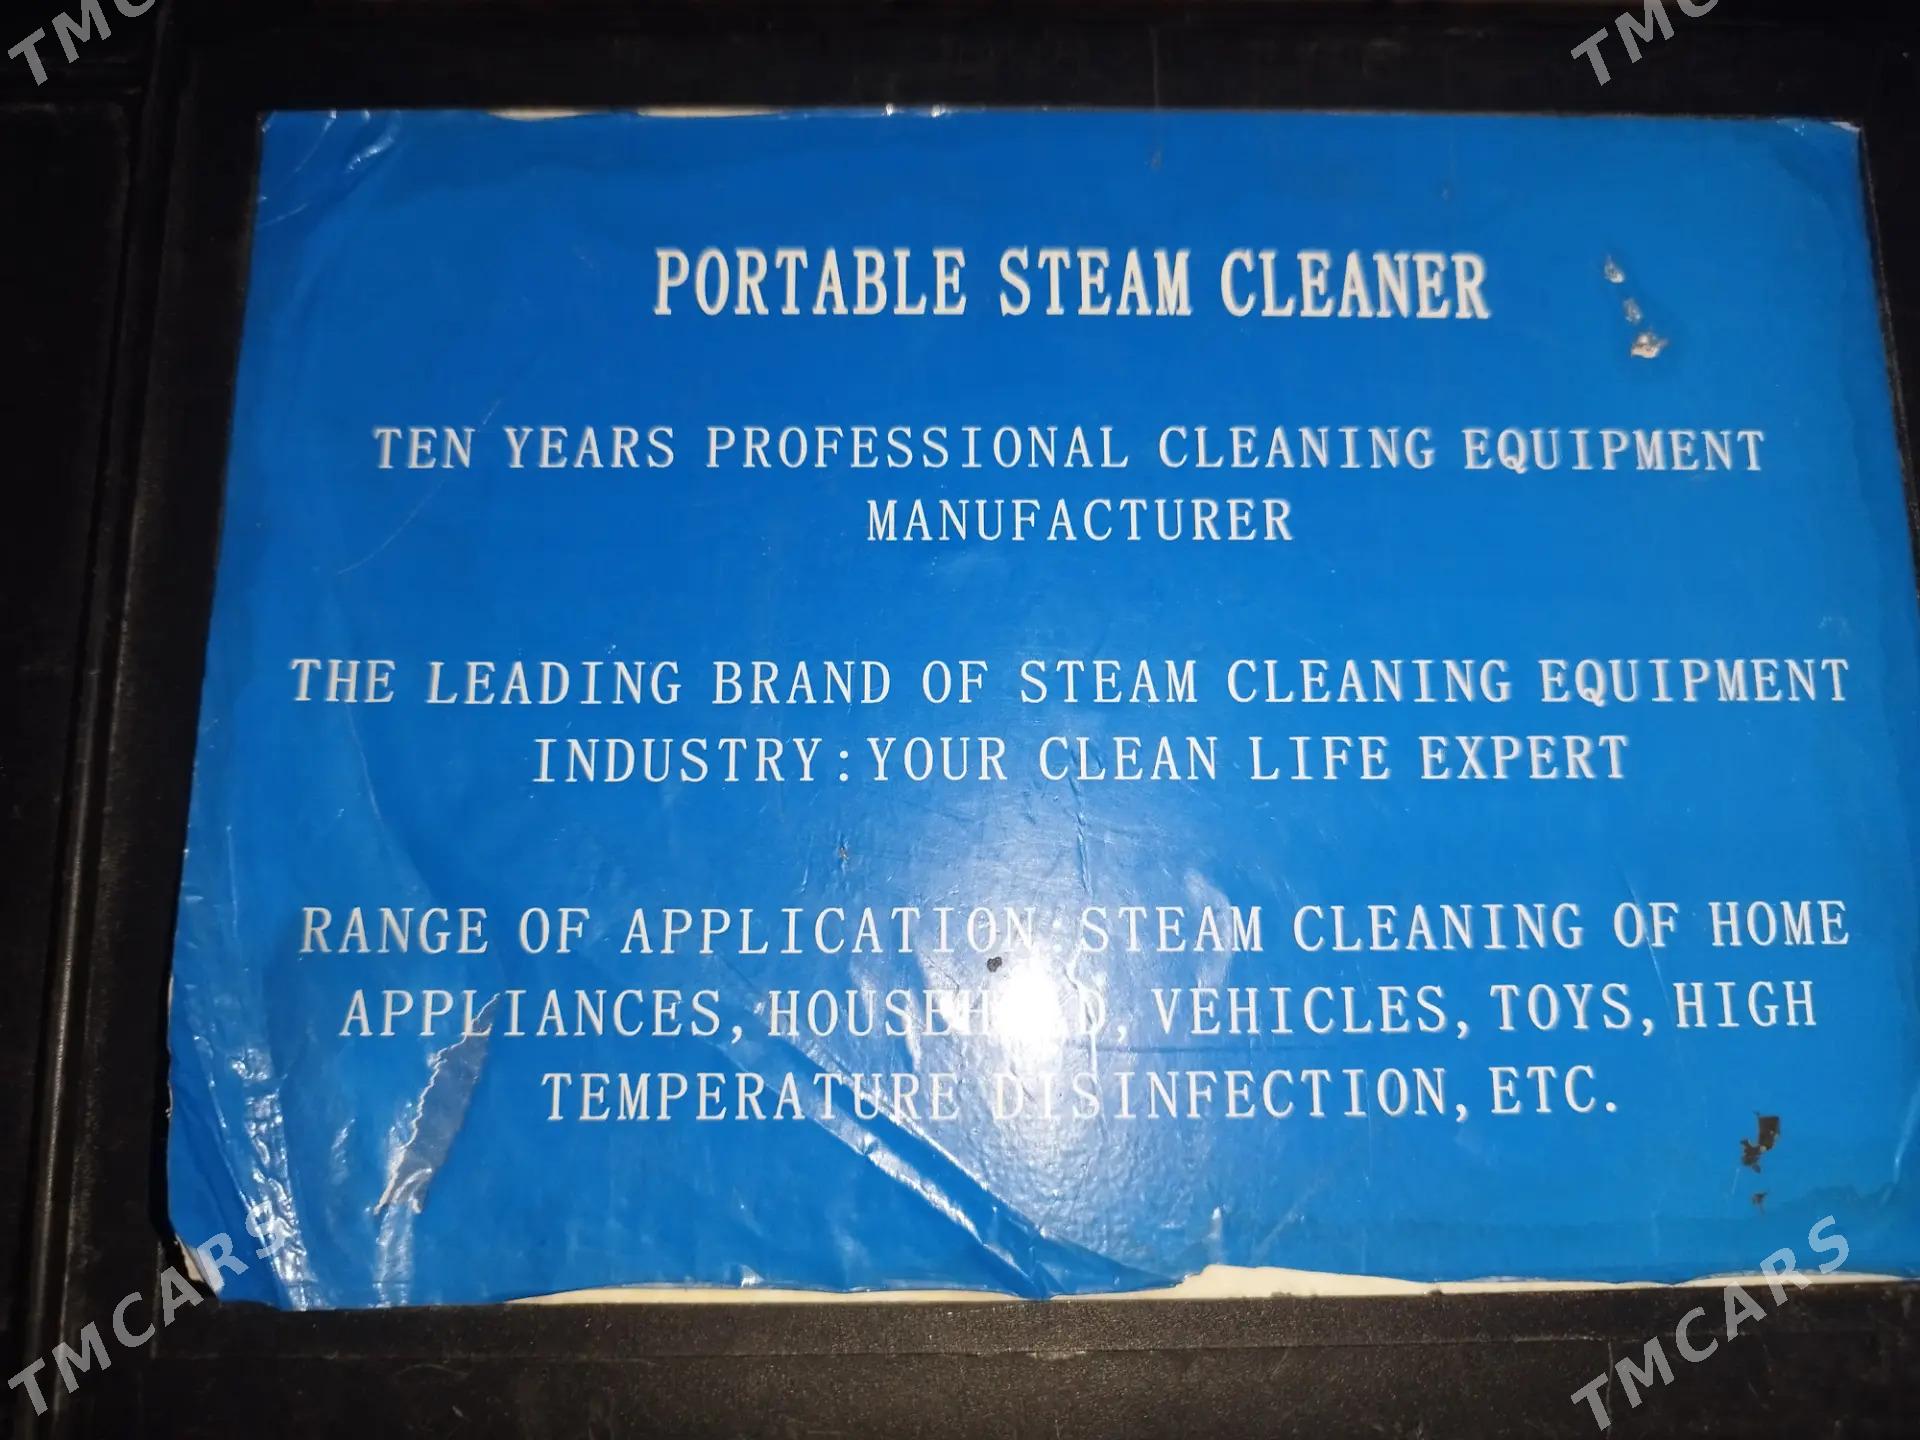 TMCARS
TMCARS
PORTABLE STEAM CLEANER
TEN YEARS PROFESSIONAL CLEANING EQUIPMENT
MANUFACTURER
THE LEADING BRAND OF STEAM CLEANING EQUIPMENT
INDUSTRY:YOUR CLEAN LIFE EXPERT
RANGE OF APPLICATION:STEAM CLEANING OF HOME
APPLIANCES, HOUSEHOLD, VEHICLES, TOYS, HIGH
TEMPERATURE DISINFECTION, ETC.